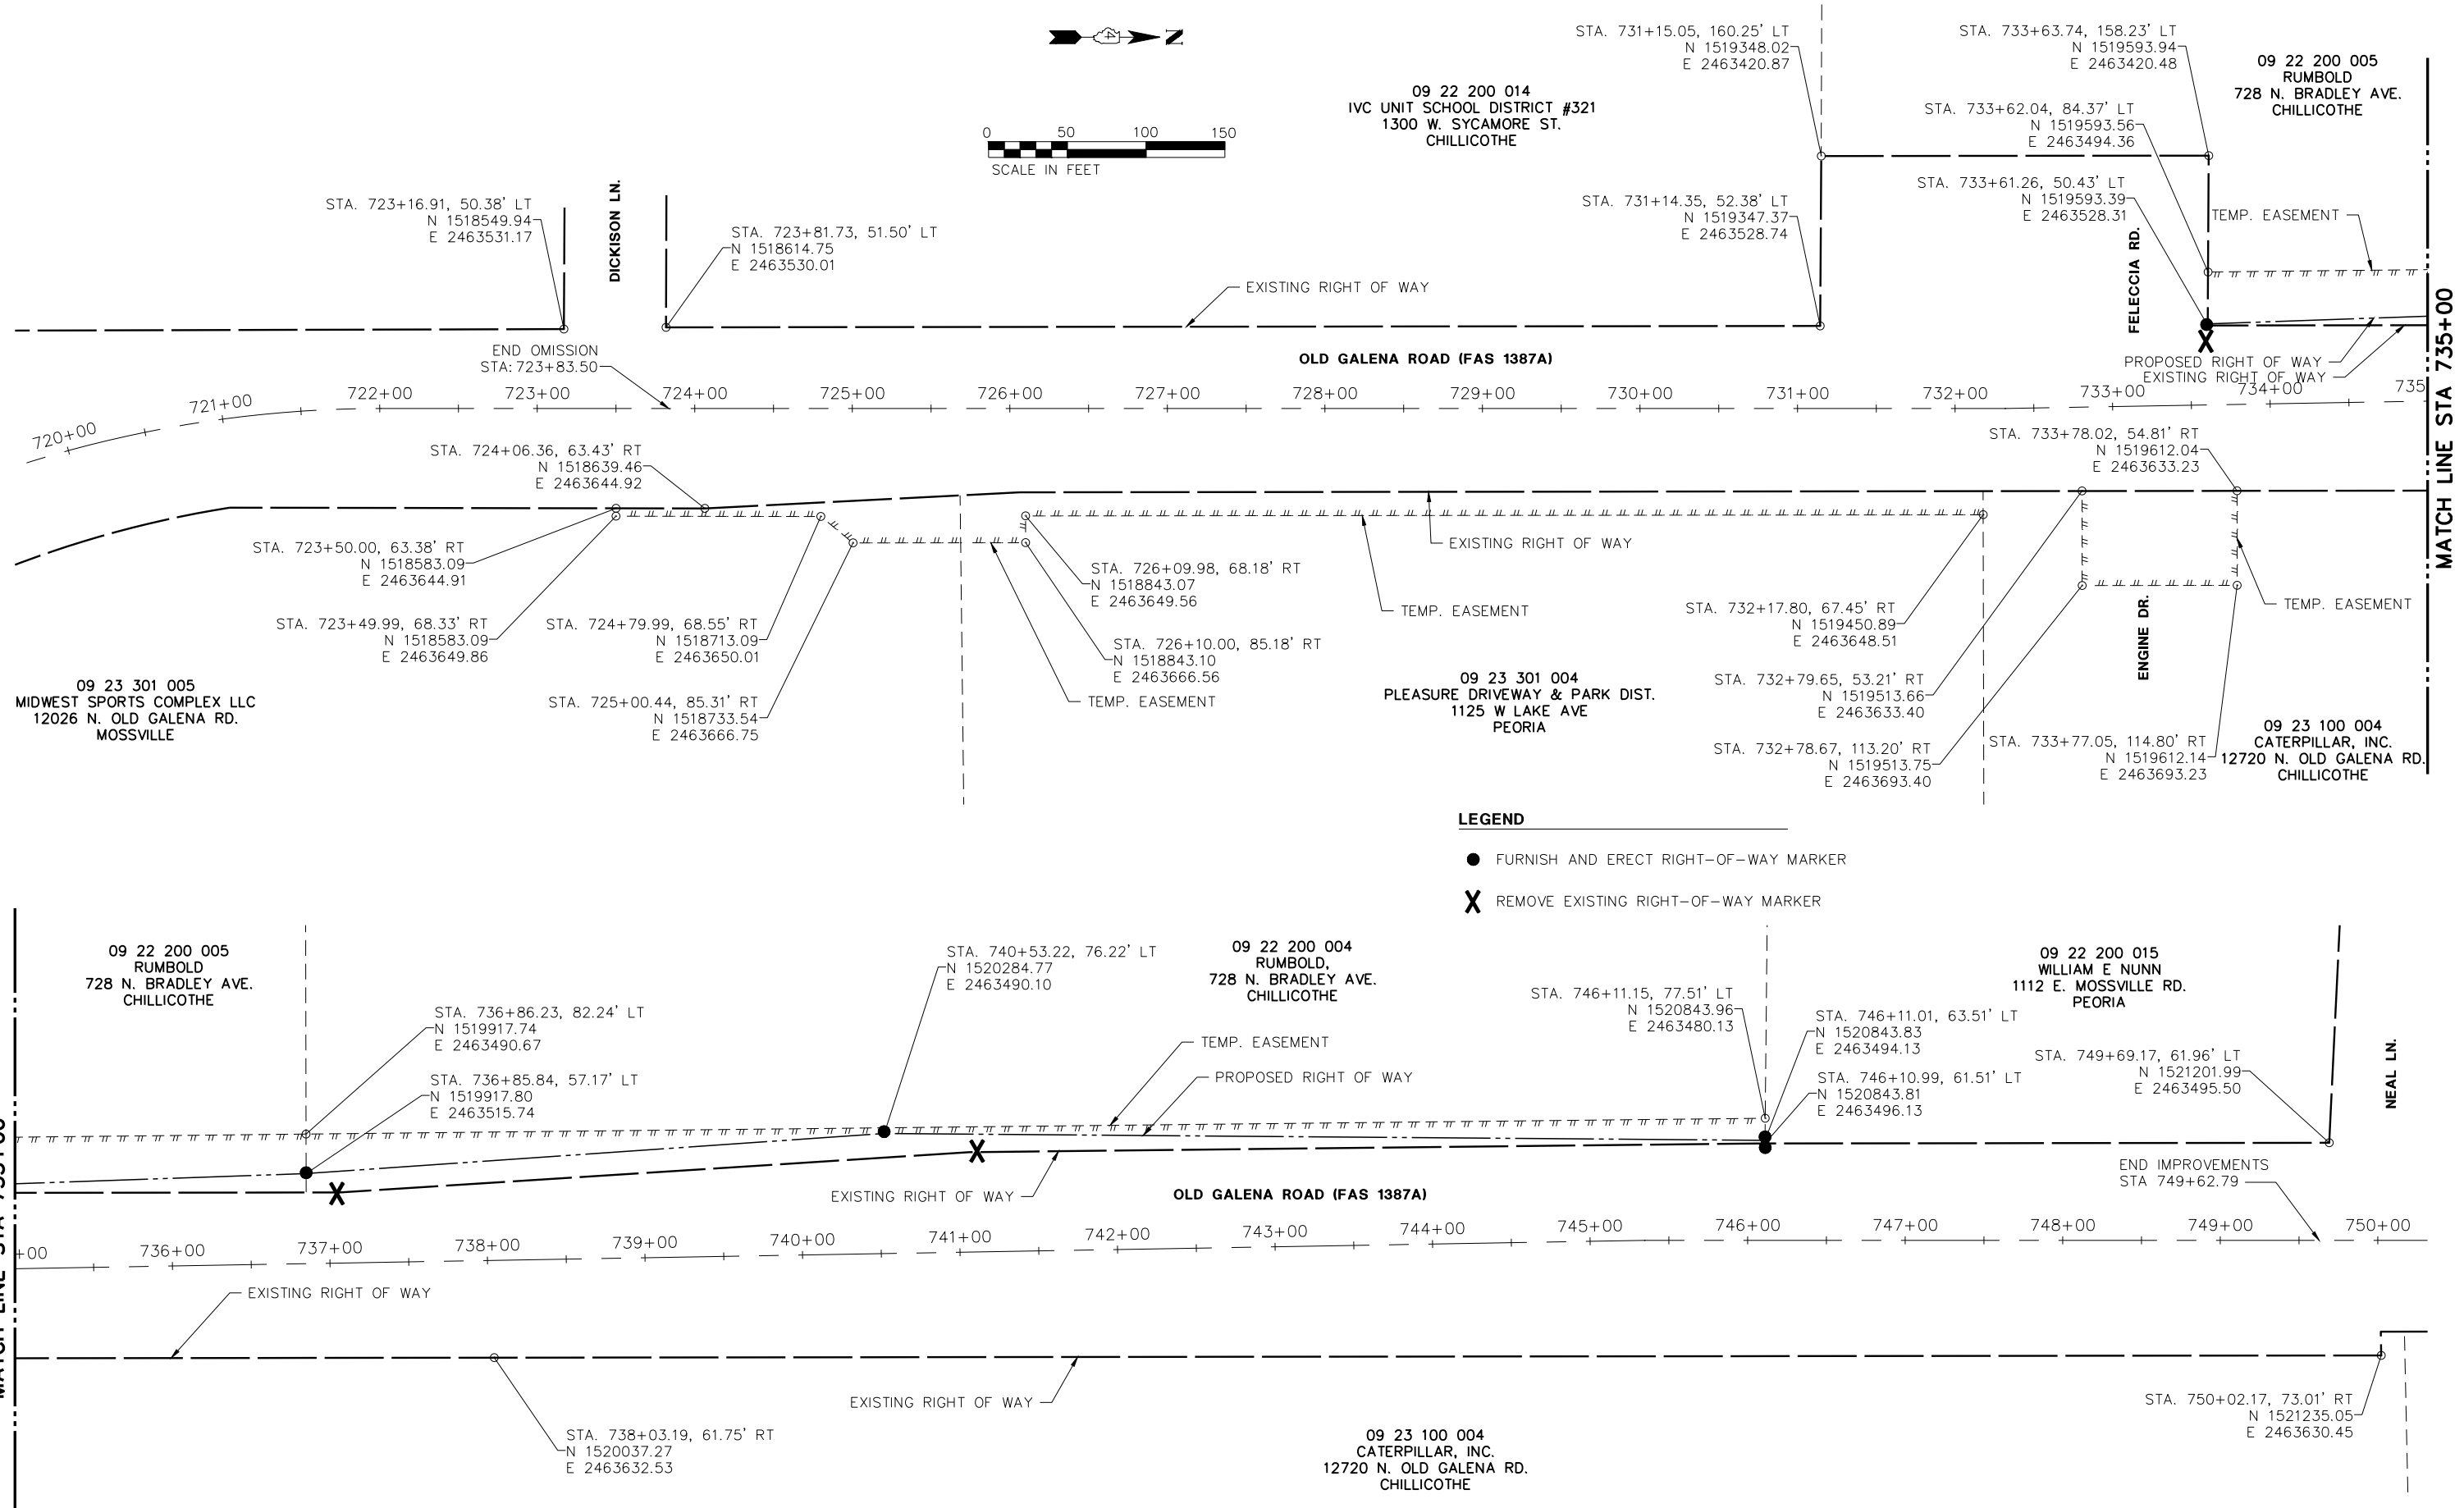 N
0 50 100 150
SCALE IN FEET
STA. 723+16.91, 50.38' LT
N 1518549.94
E 2463531.17
DICKISON LN.
STA. 723+81.73, 51.50' LT
N 1518614.75
E 2463530.01
09 22 200 014
IVC UNIT SCHOOL DISTRICT #321
1300 W. SYCAMORE ST.
CHILLICOTHE
STA. 731+15.05, 160.25' LT
N 1519348.02
E 2463420.87
STA. 731+14.35, 52.38' LT
N 1519347.37
E 2463528.74
STA. 733+63.74, 158.23' LT
N 1519593.94
E 2463420.48
STA. 733+62.04, 84.37' LT
N 1519593.56
E 2463494.36
STA. 733+61.26, 50.43' LT
N 1519593.39
E 2463528.31
09 22 200 005
RUMBOLD
728 N. BRADLEY AVE.
CHILLICOTHE
TEMP. EASEMENT
FELECCIA RD.
EXISTING RIGHT OF WAY
END OMISSION
STA: 723+83.50
OLD GALENA ROAD (FAS 1387A)
PROPOSED RIGHT OF WAY
EXISTING RIGHT OF WAY
MATCH LINE STA 735+00
720+00 721+00 722+00 723+00 724+00 725+00 726+00 727+00 728+00 729+00 730+00 731+00 732+00 733+00 734+00 735
STA. 724+06.36, 63.43' RT
N 1518639.46
E 2463644.92
STA. 723+50.00, 63.38' RT
N 1518583.09
E 2463644.91
STA. 723+49.99, 68.33' RT
N 1518583.09
E 2463649.86
STA. 724+79.99, 68.55' RT
N 1518713.09
E 2463650.01
STA. 725+00.44, 85.31' RT
N 1518733.54
E 2463666.75
09 23 301 005
MIDWEST SPORTS COMPLEX LLC
12026 N. OLD GALENA RD.
MOSSVILLE
STA. 726+09.98, 68.18' RT
N 1518843.07
E 2463649.56
STA. 726+10.00, 85.18' RT
N 1518843.10
E 2463666.56
TEMP. EASEMENT
EXISTING RIGHT OF WAY
TEMP. EASEMENT
09 23 301 004
PLEASURE DRIVEWAY & PARK DIST.
1125 W LAKE AVE
PEORIA
STA. 733+78.02, 54.81' RT
N 1519612.04
E 2463633.23
STA. 732+17.80, 67.45' RT
N 1519450.89
E 2463648.51
STA. 732+79.65, 53.21' RT
N 1519513.66
E 2463633.40
STA. 732+78.67, 113.20' RT
N 1519513.75
E 2463693.40
ENGINE DR.
TEMP. EASEMENT
STA. 733+77.05, 114.80' RT
N 1519612.14
E 2463693.23
09 23 100 004
CATERPILLAR, INC.
12720 N. OLD GALENA RD.
CHILLICOTHE
LEGEND
FURNISH AND ERECT RIGHT-OF-WAY MARKER
REMOVE EXISTING RIGHT-OF-WAY MARKER
09 22 200 005
RUMBOLD
728 N. BRADLEY AVE.
CHILLICOTHE
STA. 736+86.23, 82.24' LT
N 1519917.74
E 2463490.67
STA. 736+85.84, 57.17' LT
N 1519917.80
E 2463515.74
STA. 740+53.22, 76.22' LT
N 1520284.77
E 2463490.10
09 22 200 004
RUMBOLD,
728 N. BRADLEY AVE.
CHILLICOTHE
TEMP. EASEMENT
PROPOSED RIGHT OF WAY
STA. 746+11.15, 77.51' LT
N 1520843.96
E 2463480.13
STA. 746+11.01, 63.51' LT
N 1520843.83
E 2463494.13
STA. 746+10.99, 61.51' LT
N 1520843.81
E 2463496.13
09 22 200 015
WILLIAM E NUNN
1112 E. MOSSVILLE RD.
PEORIA
STA. 749+69.17, 61.96' LT
N 1521201.99
E 2463495.50
NEAL LN.
END IMPROVEMENTS
STA 749+62.79
EXISTING RIGHT OF WAY
OLD GALENA ROAD (FAS 1387A)
+00 736+00 737+00 738+00 739+00 740+00 741+00 742+00 743+00 744+00 745+00 746+00 747+00 748+00 749+00 750+00
EXISTING RIGHT OF WAY
EXISTING RIGHT OF WAY
STA. 738+03.19, 61.75' RT
N 1520037.27
E 2463632.53
09 23 100 004
CATERPILLAR, INC.
12720 N. OLD GALENA RD.
CHILLICOTHE
STA. 750+02.17, 73.01' RT
N 1521235.05
E 2463630.45